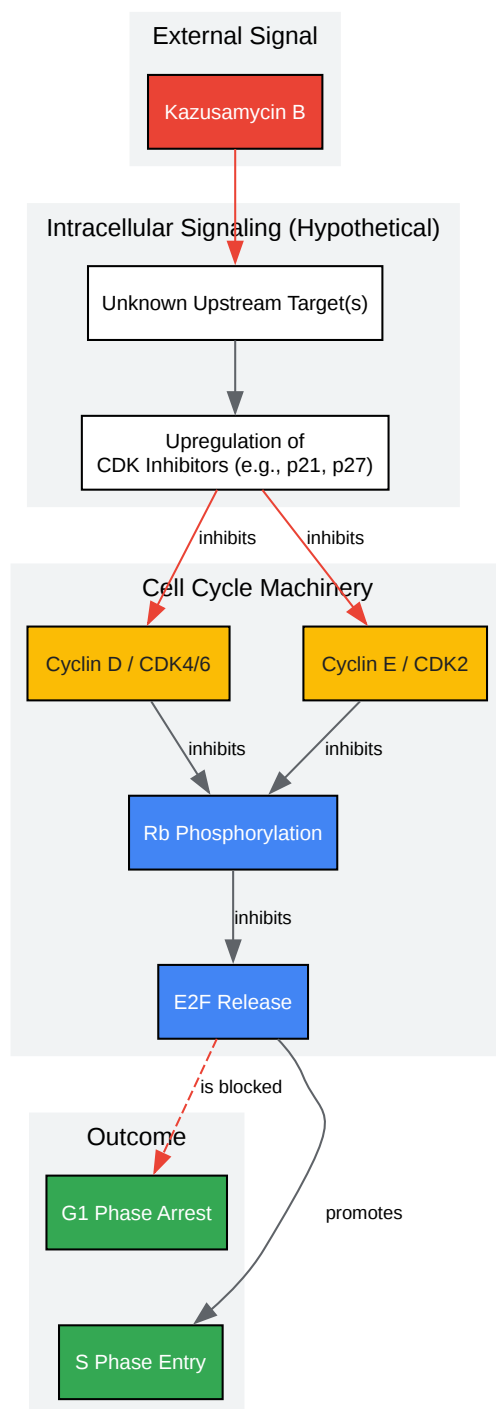 External Signal
Kazusamycin B
Intracellular Signaling (Hypothetical)
Unknown Upstream Target(s)
Upregulation of
CDK Inhibitors (e.g., p21, p27)
inhibits
inhibits
Cell Cycle Machinery
Cyclin D / CDK4/6
Cyclin E / CDK2
inhibits
inhibits
Rb Phosphorylation
inhibits
E2F Release
is blocked
Outcome
G1 Phase Arrest
promotes
S Phase Entry